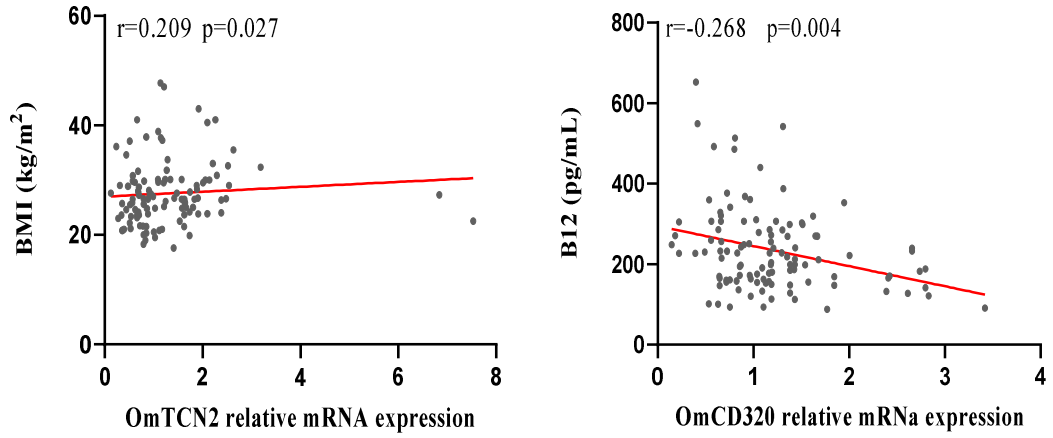 r=0.209 p=0.027
60
40
20
0
BMI (kg/m²)
0 2 4 6 8
OmTCN2 relative mRNA expression
r=-0.268 p=0.004
800
600
400
200
0
B12 (pg/mL)
0 1 2 3 4
OmCD320 relative mRNa expression